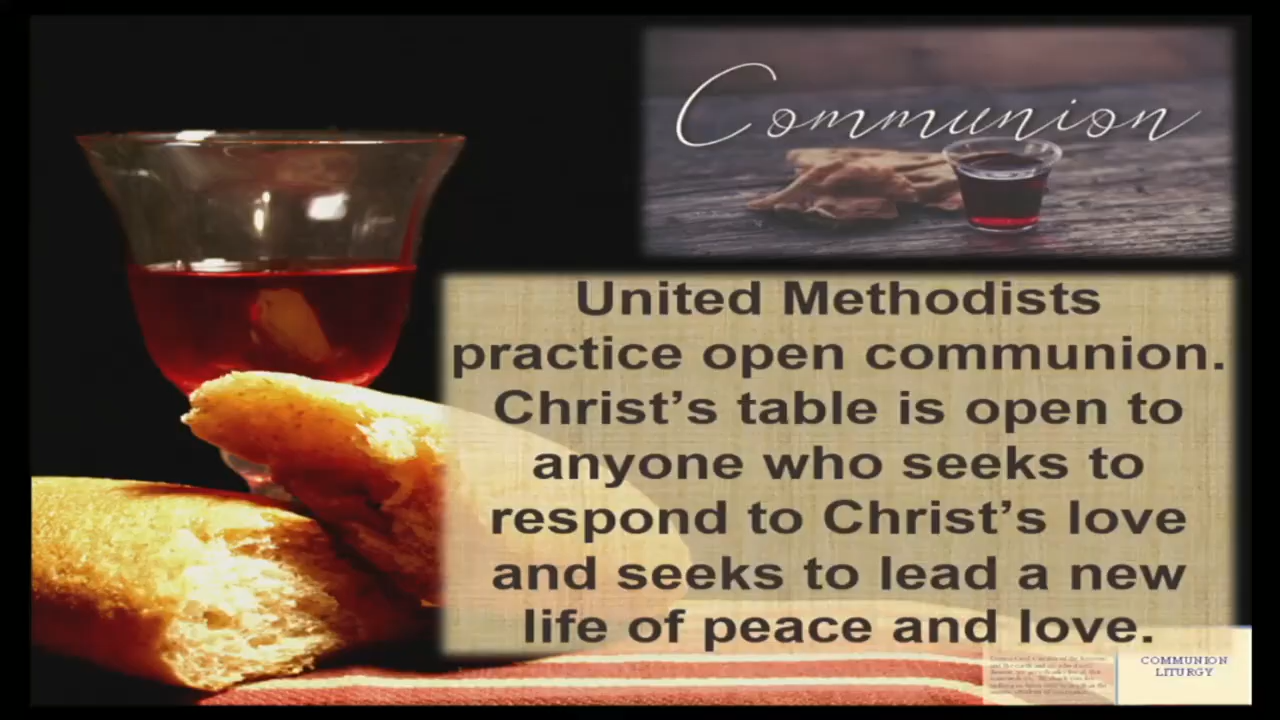 Communion
United Methodists
practice open communion.
Christ’s table is open to
anyone who seeks to
respond to Christ’s love
and seeks to lead a new
life of peace and love.
COMMUNION
LITURGY